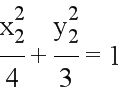 x₂²/4 + y₂²/3 = 1